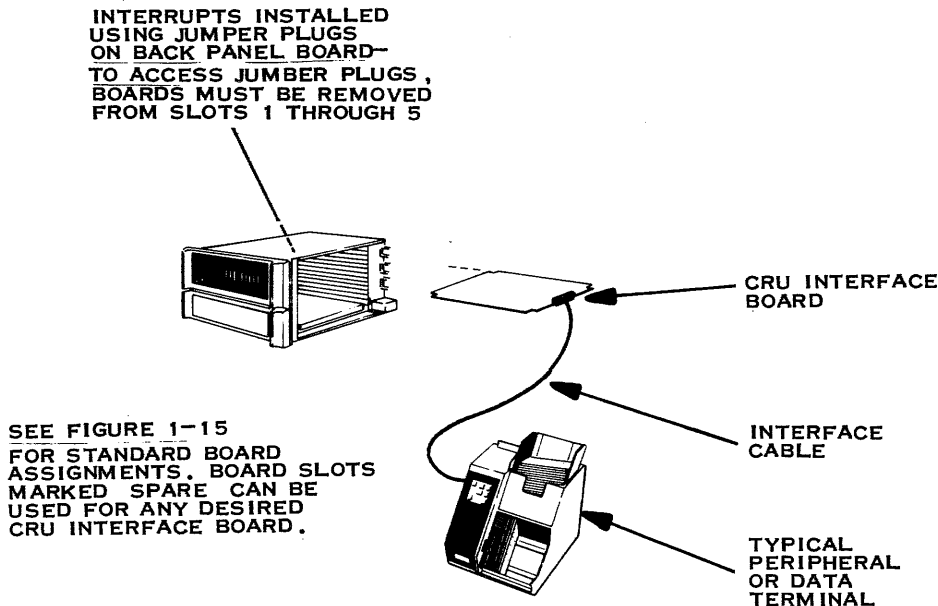 INTERRUPTS INSTALLED
USING JUMPER PLUGS
ON BACK PANEL BOARD—
TO ACCESS JUMBER PLUGS,
BOARDS MUST BE REMOVED
FROM SLOTS 1 THROUGH 5
CRU INTERFACE
BOARD
SEE FIGURE 1-15
FOR STANDARD BOARD
ASSIGNMENTS. BOARD SLOTS
MARKED SPARE CAN BE
USED FOR ANY DESIRED
CRU INTERFACE BOARD.
INTERFACE
CABLE
TYPICAL
PERIPHERAL
OR DATA
TERMINAL